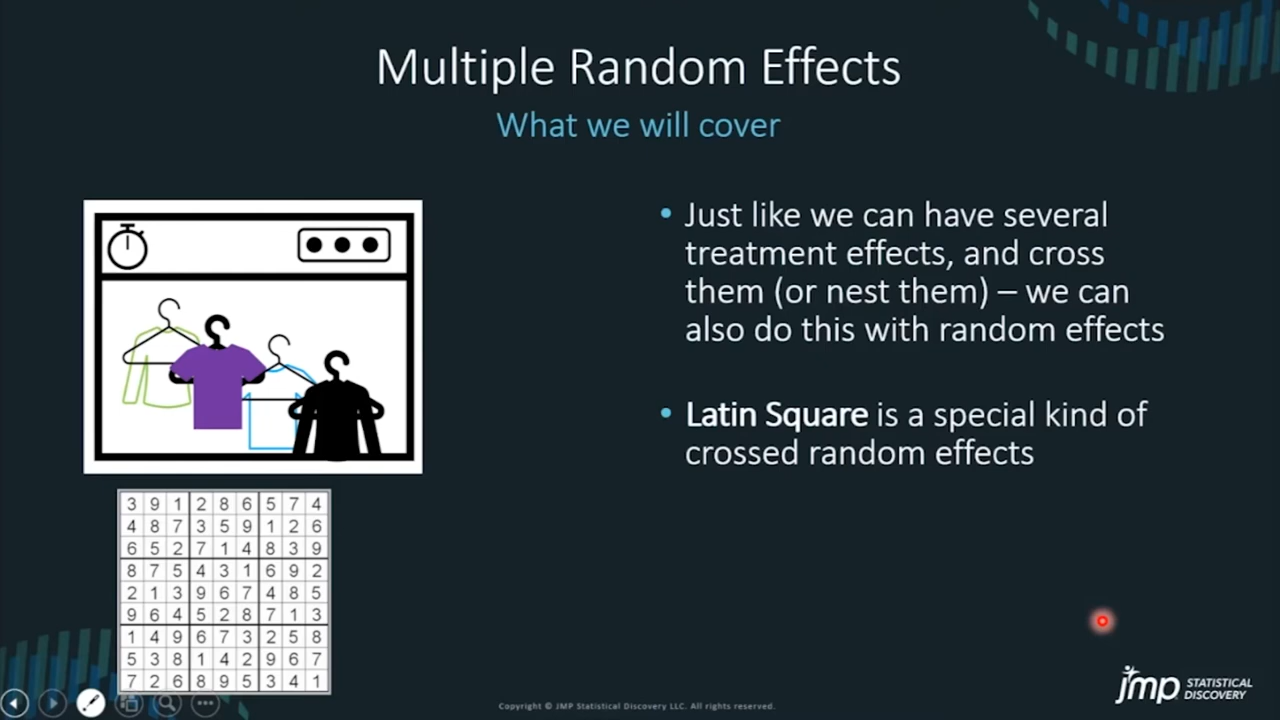 Multiple Random Effects
What we will cover
• Just like we can have several
treatment effects, and cross
them (or nest them) – we can
also do this with random effects
• Latin Square is a special kind of
crossed random effects
3 9 1 2 8 6 5 7 4
4 8 7 3 5 9 1 2 6
6 5 2 7 1 4 8 3 9
8 7 5 4 3 1 6 9 2
2 1 3 9 6 7 4 8 5
9 6 4 5 2 8 7 1 3
1 4 9 6 7 3 2 5 8
5 3 8 1 4 2 9 6 7
7 2 6 8 9 5 3 4 1
Copyright © JMP Statistical Discovery LLC. All rights reserved.
jmp STATISTICAL
DISCOVERY